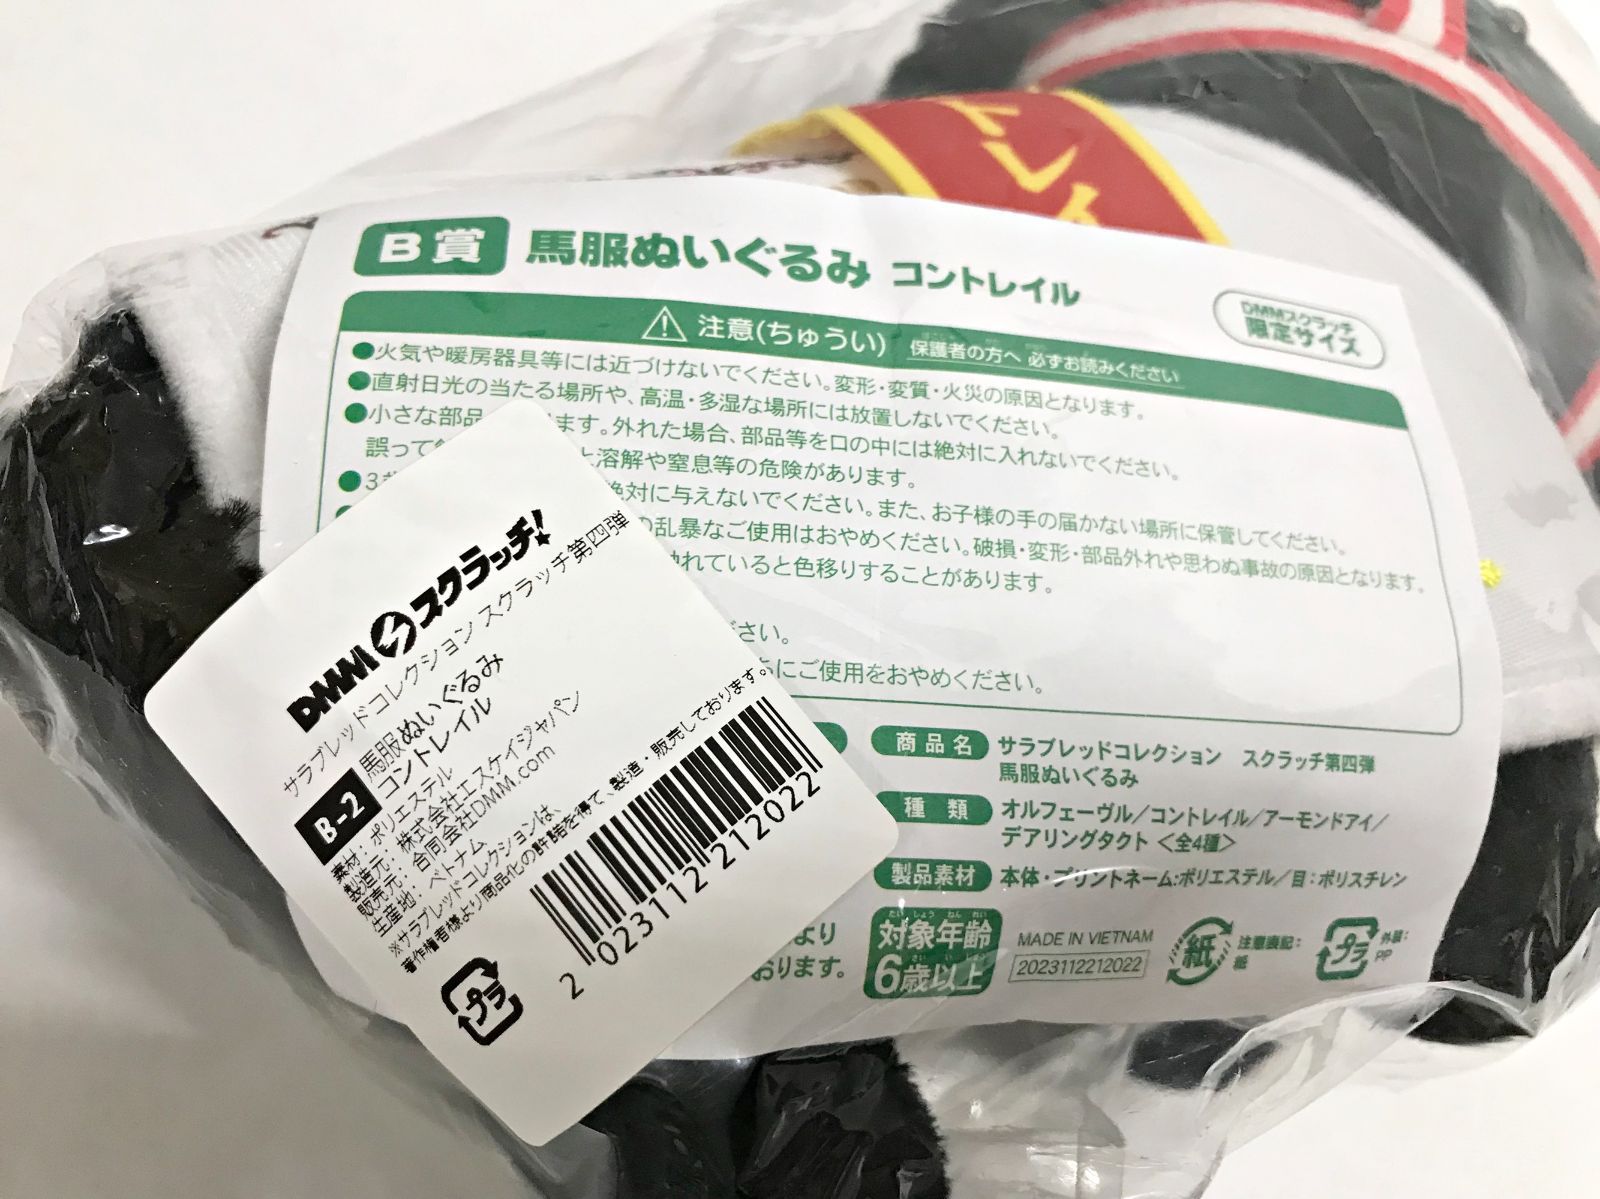 トレイ
B賞 馬服ぬいぐるみ コントレイル
DMMスクラッチ
限定サイズ
注意(ちゅうい) 保護者の方へ 必ずお読みください
●火気や暖房器具等には近づけないでください。変形・変質・火災の原因となります。
●直射日光の当たる場所や、高温・多湿な場所には放置しないでください。
●小さな部品 ます。外れた場合、部品等を口の中には絶対に入れないでください。
誤って 溶解や窒息等の危険があります。
●3 絶対に与えないでください。また、お子様の手の届かない場所に保管してください。
の乱暴なご使用はおやめください。破損・変形・部品外れや思わぬ事故の原因となります。
触れていると色移りすることがあります。
ださい。
にご使用をおやめください。
商品名 サラブレッドコレクション スクラッチ第四弾
馬服ぬいぐるみ
種類 オルフェーヴル/コントレイル/アーモンドアイ/
デアリングタクト <全4種>
製品素材 本体・プリントネーム:ポリエステル/目:ポリスチレン
より
おります。
対象年齢
6歳以上
MADE IN VIETNAM
2023112212022
紙 注意表記:
紙
プラ 外装:
PP
DMMスクラッチ!
サラブレッドコレクション スクラッチ第四弾
B-2 馬服ぬいぐるみ
コントレイル
素材:ポリエステル
製造元:株式会社エスケイジャパン
販売元:合同会社DMM.com
生産地:ベトナム
※サラブレッドコレクションは、
著作権者様より商品化の許諾を得て、製造・販売しております。
2 023112 212022
プラ